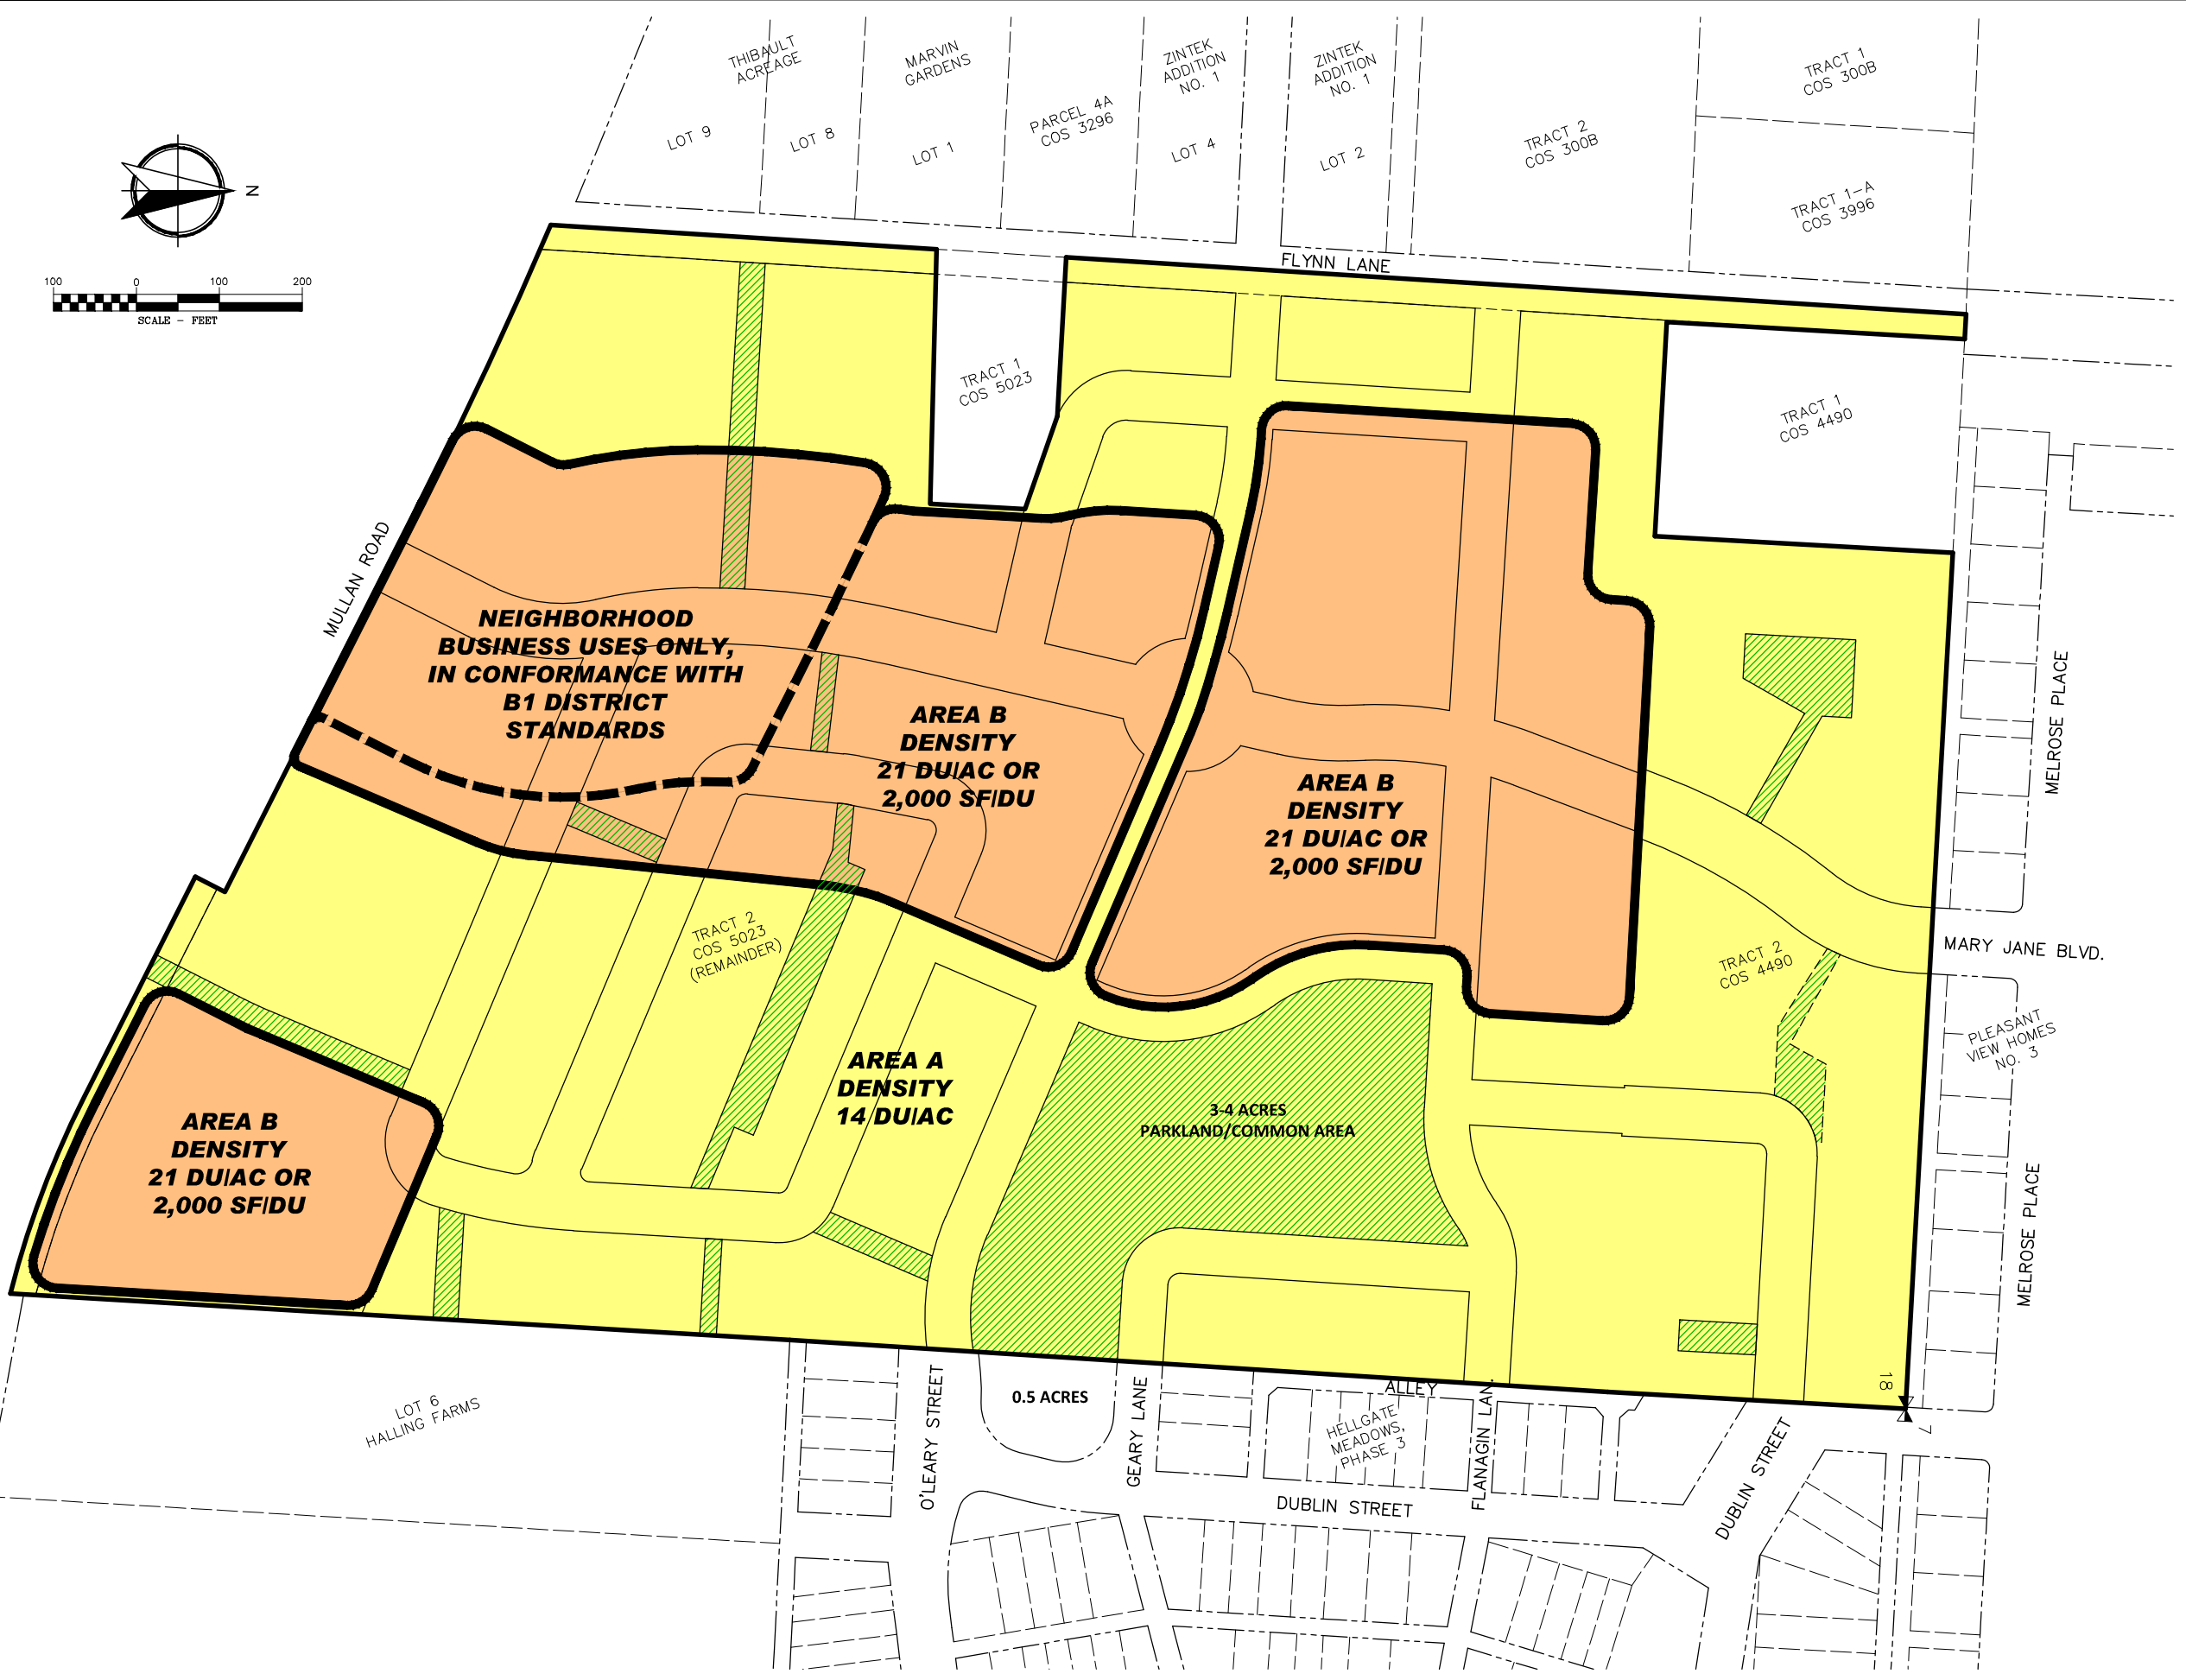 THIBAULT
ACREAGE
LOT 9
LOT 8
MARVIN
GARDENS
LOT 1
PARCEL 4A
COS 3296
ZINTEK
ADDITION
NO. 1
LOT 4
ZINTEK
ADDITION
NO. 1
LOT 2
TRACT 2
COS 300B
TRACT 1
COS 300B
TRACT 1-A
COS 3996
N
100 0 100 200
SCALE - FEET
FLYNN LANE
TRACT 1
COS 5023
TRACT 1
COS 4490
MULLAN ROAD
NEIGHBORHOOD
BUSINESS USES ONLY,
IN CONFORMANCE WITH
B1 DISTRICT
STANDARDS
AREA B
DENSITY
21 DU/AC OR
2,000 SF/DU
AREA B
DENSITY
21 DU/AC OR
2,000 SF/DU
MELROSE PLACE
TRACT 2
COS 5023
(REMAINDER)
TRACT 2
COS 4490
MARY JANE BLVD.
PLEASANT
VIEW HOMES
NO. 3
AREA A
DENSITY
14 DU/AC
3-4 ACRES
PARKLAND/COMMON AREA
AREA B
DENSITY
21 DU/AC OR
2,000 SF/DU
MELROSE PLACE
18
7
LOT 6
HALLING FARMS
O'LEARY STREET
0.5 ACRES
GEARY LANE
ALLEY
HELLGATE
MEADOWS,
PHASE 3
FLANAGIN LAN.
DUBLIN STREET
DUBLIN STREET